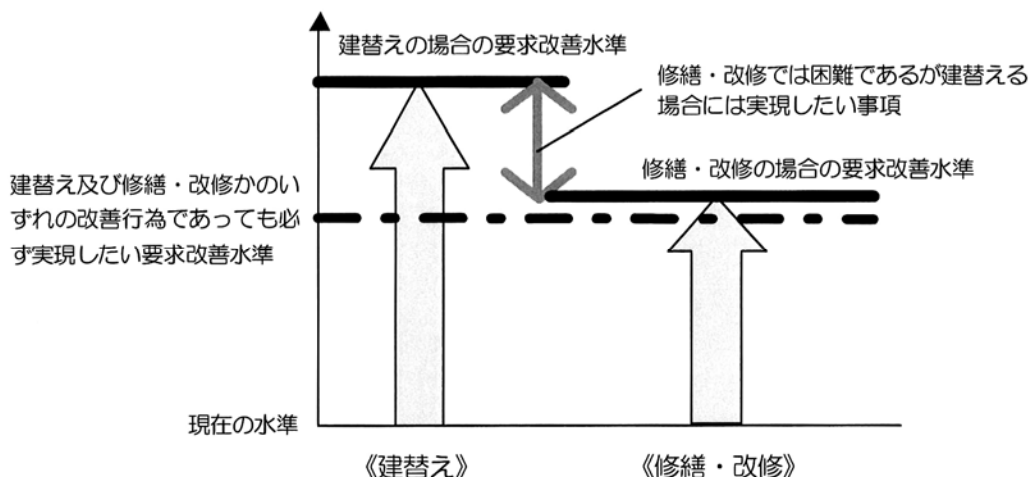 建替えの場合の要求改善水準
修繕・改修では困難であるが建替える
場合には実現したい事項
修繕・改修の場合の要求改善水準
建替え及び修繕・改修かのい
ずれの改善行為であっても必
ず実現したい要求改善水準
現在の水準
《建替え》
《修繕・改修》